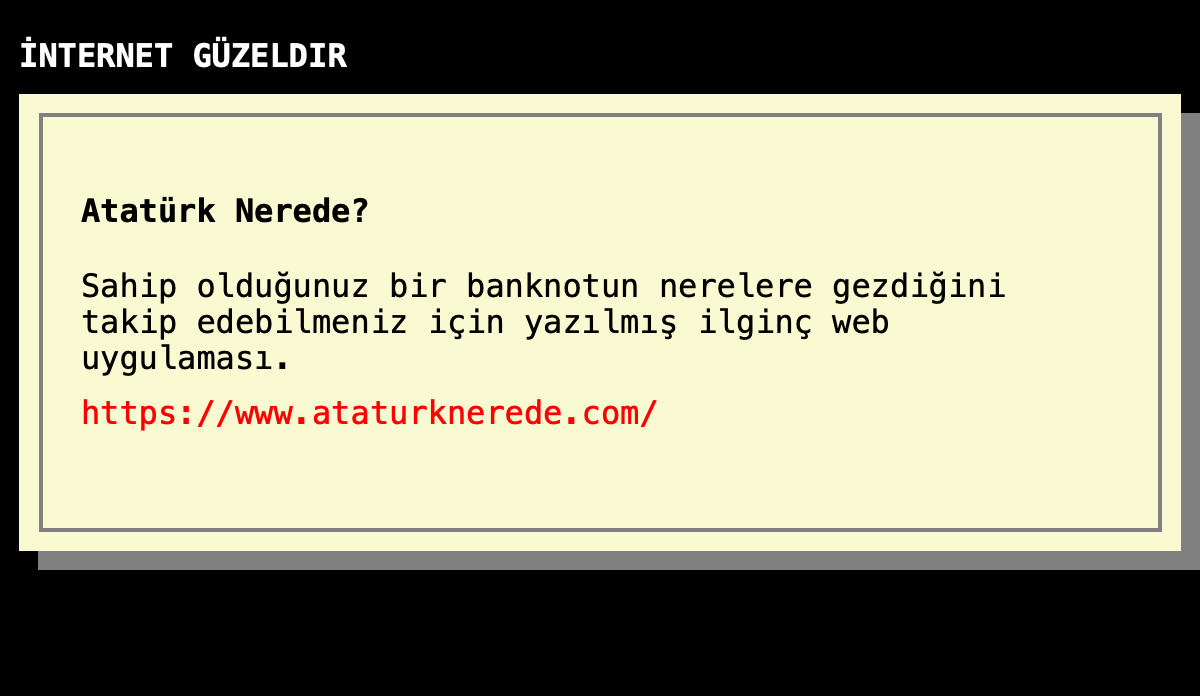 İNTERNET GÜZELDIR
Atatürk Nerede?
Sahip olduğunuz bir banknotun nerelere gezdiğini
takip edebilmeniz için yazılmış ilginç web
uygulaması.
https://www.ataturknerede.com/